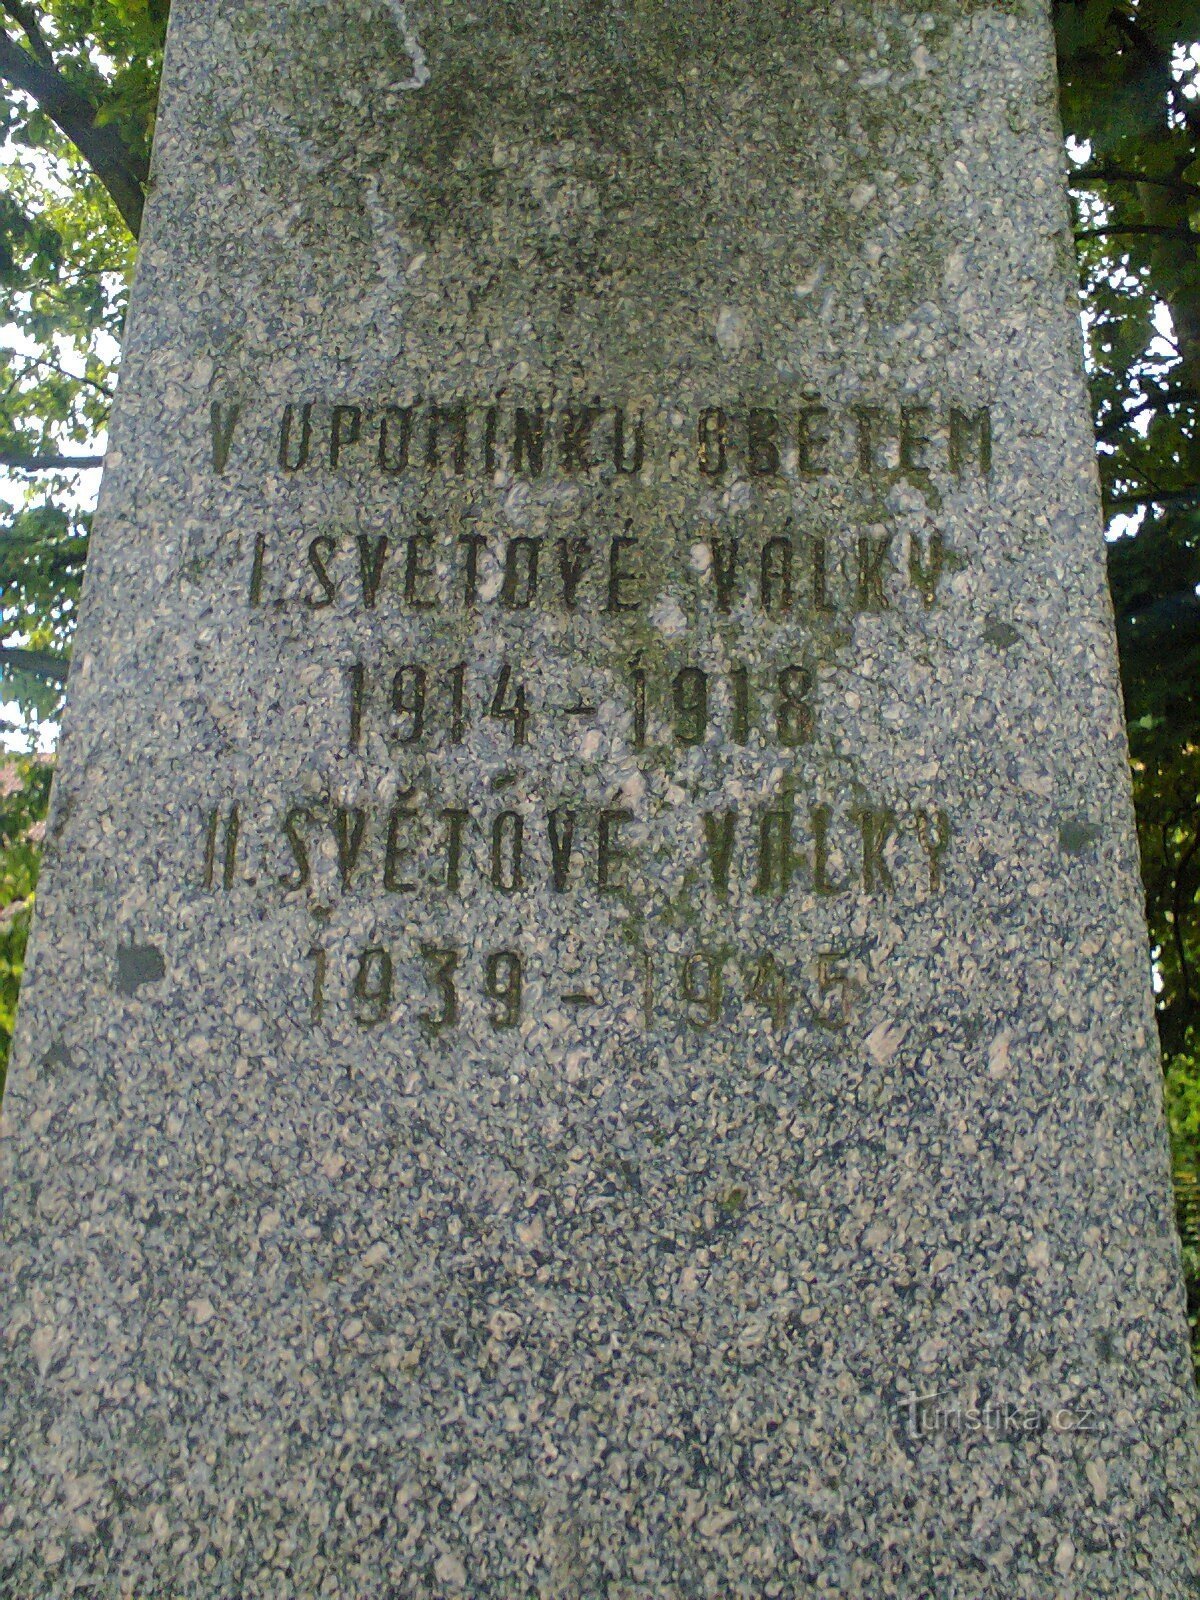 V UPOMÍNKU OBĚTEM
I. SVĚTOVÉ VÁLKY
1914 - 1918
II SVĚTOVÉ VÁLKY
1939 - 1945
Turistika.cz